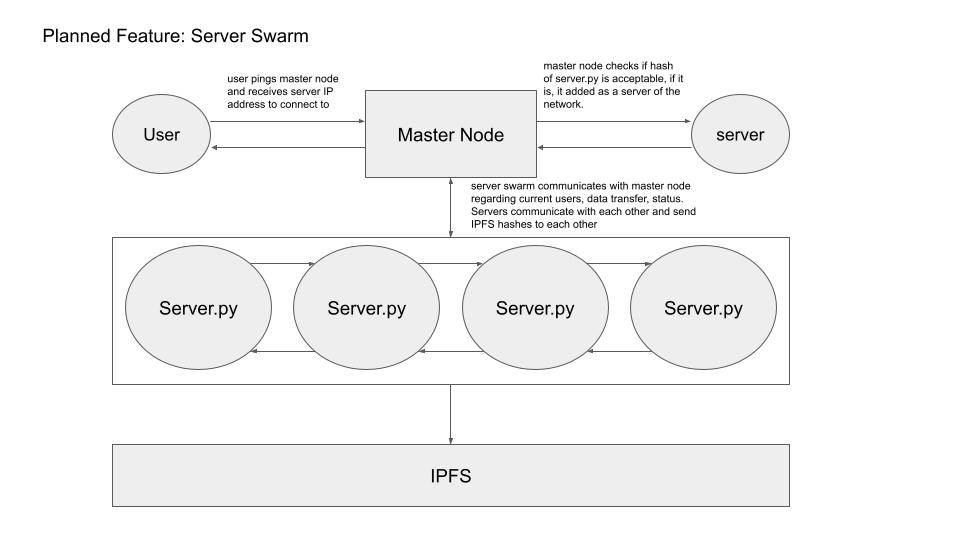 Planned Feature: Server Swarm
user pings master node
and receives server IP
address to connect to
master node checks if hash
of server.py is acceptable, if it
is, it added as a server of the
network.
User
Master Node
server
server swarm communicates with master node
regarding current users, data transfer, status.
Servers communicate with each other and send
IPFS hashes to each other
Server.py
Server.py
Server.py
Server.py
IPFS